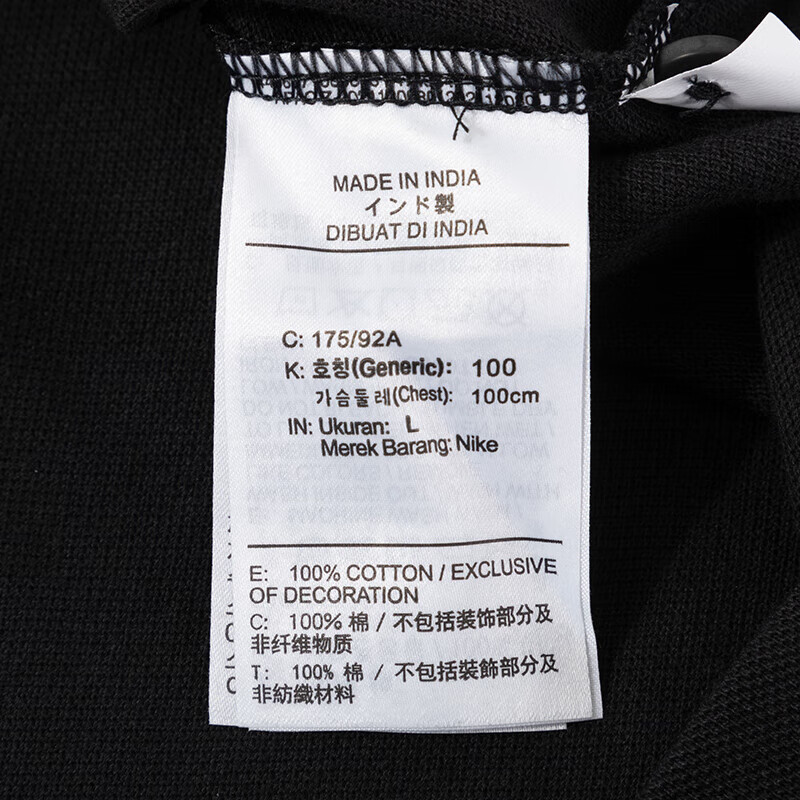 MADE IN INDIA
インド製
DIBUAT DI INDIA
C: 175/92A
K: 호칭(Generic): 100
가슴둘레(Chest): 100cm
IN: Ukuran: L
Merek Barang: Nike
E: 100% COTTON / EXCLUSIVE
OF DECORATION
C: 100% 棉 / 不包括装饰部分及
非纤维物质
T: 100% 棉 / 不包括裝飾部分及
非紡織材料